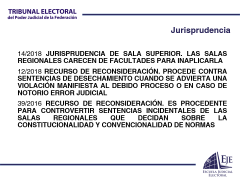 TRIBUNAL ELECTORAL
del Poder Judicial de la Federación
Jurisprudencia
14/2018 JURISPRUDENCIA DE SALA SUPERIOR. LAS SALAS
REGIONALES CARECEN DE FACULTADES PARA INAPLICARLA
12/2018 RECURSO DE RECONSIDERACIÓN. PROCEDE CONTRA
SENTENCIAS DE DESECHAMIENTO CUANDO SE ADVIERTA UNA
VIOLACIÓN MANIFIESTA AL DEBIDO PROCESO O EN CASO DE
NOTORIO ERROR JUDICIAL
39/2016 RECURSO DE RECONSIDERACIÓN. ES PROCEDENTE
PARA CONTROVERTIR SENTENCIAS INCIDENTALES DE LAS
SALAS REGIONALES QUE DECIDAN SOBRE LA
CONSTITUCIONALIDAD Y CONVENCIONALIDAD DE NORMAS
EJE
ESCUELA JUDICIAL
ELECTORAL